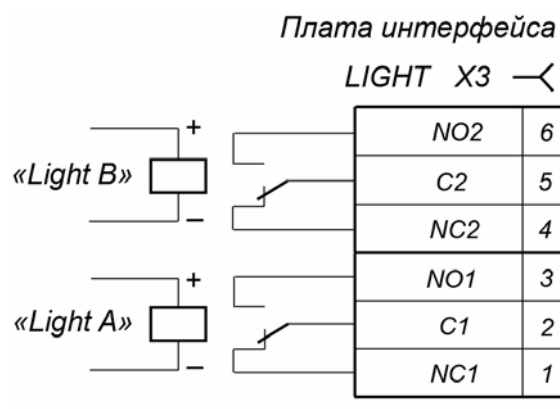 Плата интерфейса
LIGHT X3
+ NO2 6
«Light B» C2 5
– NC2 4
+ NO1 3
«Light A» C1 2
– NC1 1